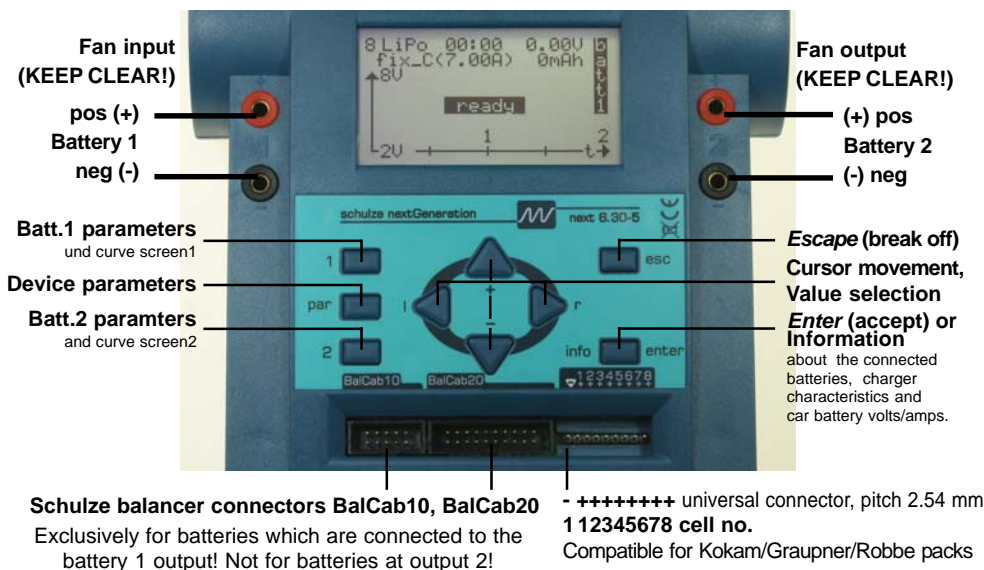 Fan input
(KEEP CLEAR!)
pos (+)
Battery 1
neg (-)
Batt.1 parameters
und curve screen1
Device parameters
Batt.2 paramters
and curve screen2
8 LiPo 00:00 0.00V
fix_C(7.00A) 0mAh
8V
ready
1 2
2V t
Batt1
1
2
schulze nextGeneration
next 6.30-5
1
esc
par
l
+
-
r
2
info
enter
BalCab10
BalCab20
12345678
++++++++
Fan output
(KEEP CLEAR!)
(+) pos
Battery 2
(-) neg
Escape (break off)
Cursor movement,
Value selection
Enter (accept) or
Information
about the connected
batteries, charger
characteristics and
car battery volts/amps.
Schulze balancer connectors BalCab10, BalCab20
Exclusively for batteries which are connected to the
battery 1 output! Not for batteries at output 2!
- ++++++++ universal connector, pitch 2.54 mm
1 12345678 cell no.
Compatible for Kokam/Graupner/Robbe packs